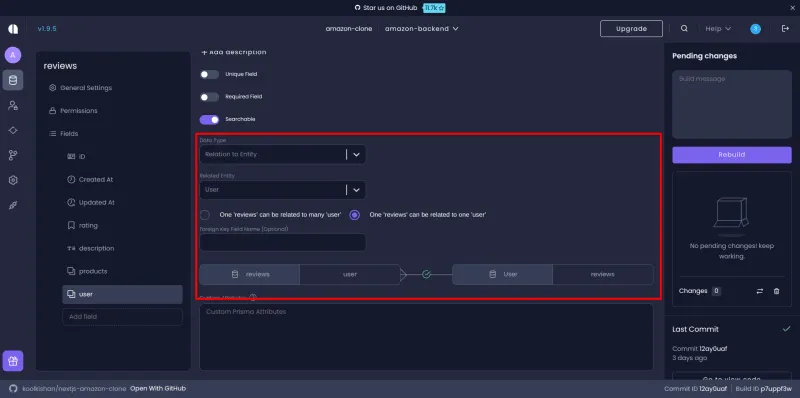 Star us on GitHub 11.7k
v1.9.5
amazon-clone
amazon-backend
Upgrade
Help
A
reviews
General Settings
Permissions
Fields
ID
Created At
Updated At
rating
description
products
user
Add field
+ Add description
Unique Field
Required Field
Searchable
Data Type
Relation to Entity
Related Entity
User
One 'reviews' can be related to many 'user'
One 'reviews' can be related to one 'user'
Foreign Key Field Name (Optional)
reviews
user
User
reviews
Custom Attributes
Custom Prisma Attributes
Pending changes
Build message
Rebuild
No pending changes! keep
working.
Changes 0
Last Commit
Commit 12ay0uaf
3 days ago
Go to view code
koolkishan/nextjs-amazon-clone Open With GitHub
Commit ID 12ay0uaf
Build ID p7uppf3w